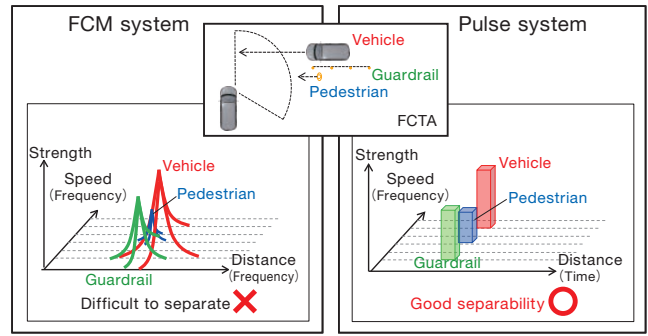 FCM system
Pulse system
Vehicle
Guardrail
Pedestrian
FCTA
Strength
Speed
(Frequency)
Vehicle
Pedestrian
Distance
(Frequency)
Guardrail
Difficult to separate
Strength
Speed
(Frequency)
Vehicle
Pedestrian
Distance
(Time)
Guardrail
Good separability